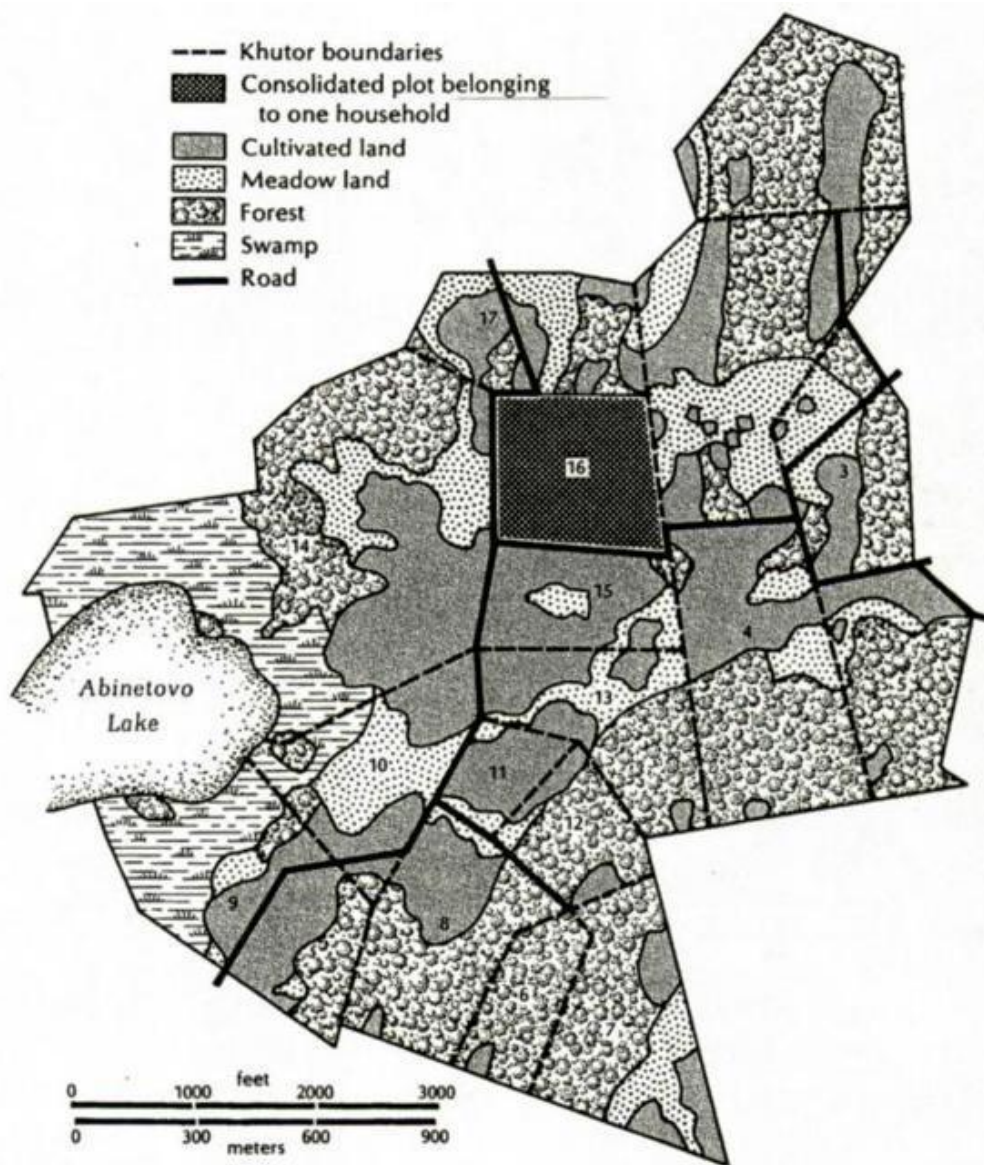 Khutor boundaries
Consolidated plot belonging
to one household
Cultivated land
Meadow land
Forest
Swamp
Road
1
2
17
16
3
14
15
4
Abinetovo
Lake
13
10
11
12
9
8
6
7
0 1000 feet 2000 3000
0 300 meters 600 900